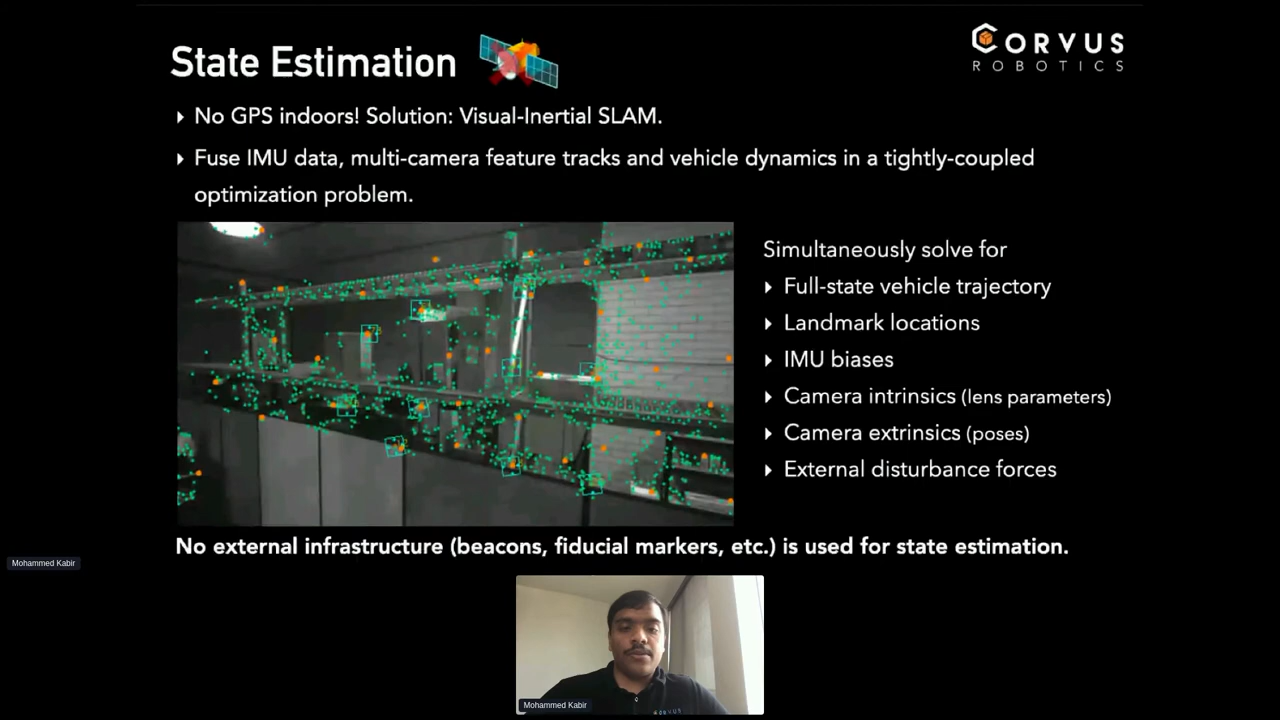 State Estimation
CORVUS
ROBOTICS
No GPS indoors! Solution: Visual-Inertial SLAM.
Fuse IMU data, multi-camera feature tracks and vehicle dynamics in a tightly-coupled
optimization problem.
Simultaneously solve for
Full-state vehicle trajectory
Landmark locations
IMU biases
Camera intrinsics (lens parameters)
Camera extrinsics (poses)
External disturbance forces
No external infrastructure (beacons, fiducial markers, etc.) is used for state estimation.
Mohammed Kabir
Mohammed Kabir
CORVUS